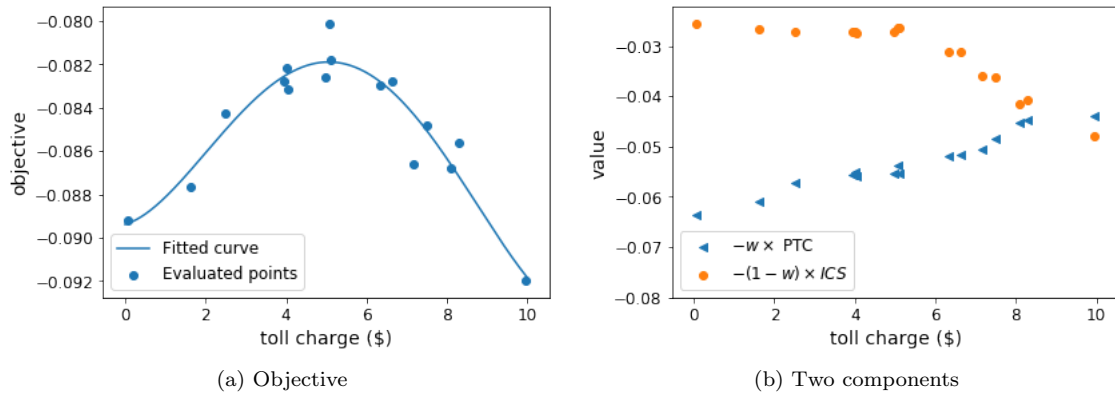 −0.080
−0.082
−0.084
−0.086
−0.088
−0.090
−0.092
objective
Fitted curve
Evaluated points
0 2 4 6 8 10
toll charge ($)
(a) Objective
−0.03
−0.04
−0.05
−0.06
−0.07
−0.08
value
−w × PTC
−(1 − w) × ICS
0 2 4 6 8 10
toll charge ($)
(b) Two components